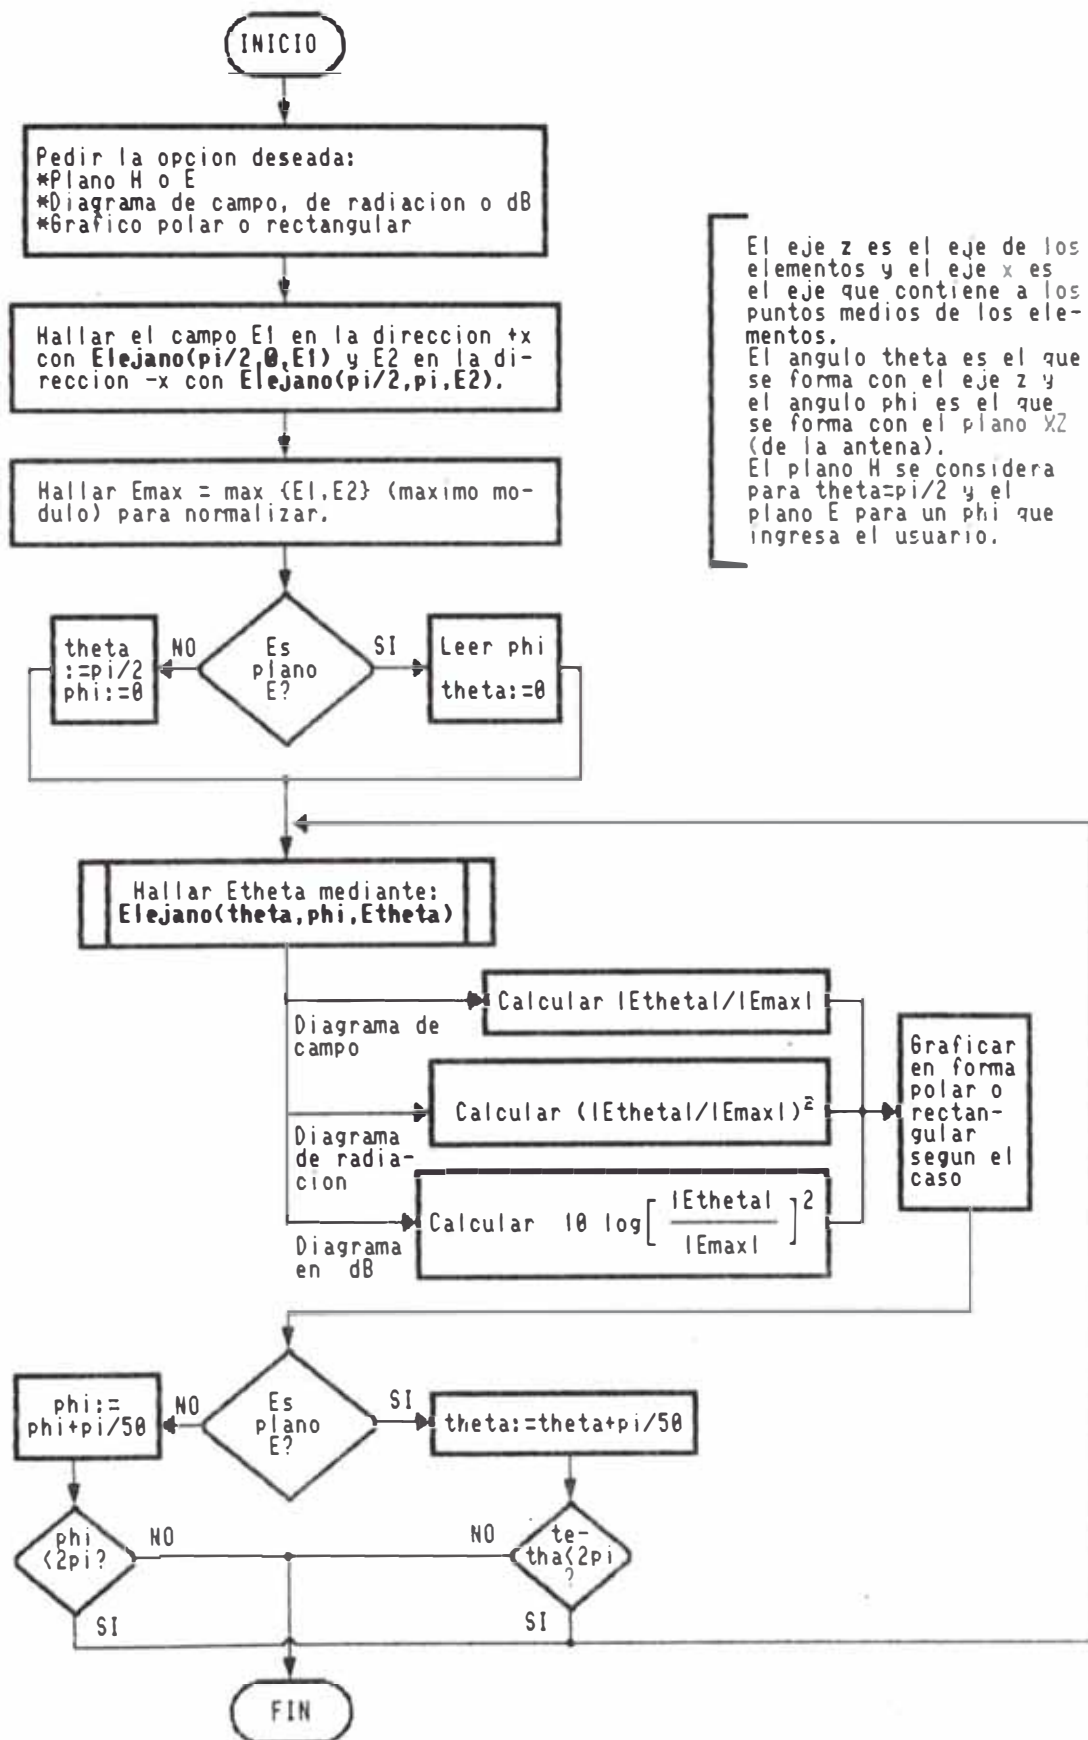 INICIO
Pedir la opcion deseada:
*Plano H o E
*Diagrama de campo, de radiacion o dB
*Grafico polar o rectangular
El eje z es el eje de los
elementos y el eje x es
el eje que contiene a los
puntos medios de los ele-
mentos.
El angulo theta es el que
se forma con el eje z y
el angulo phi es el que
se forma con el plano XZ
(de la antena).
El plano H se considera
para theta=pi/2 y el
plano E para un phi que
ingresa el usuario.
Hallar el campo E1 en la direccion +x
con Elejano(pi/2,0,E1) y E2 en la di-
reccion -x con Elejano(pi/2,pi,E2).
Hallar Emax = max {E1,E2} (maximo mo-
dulo) para normalizar.
theta
:=pi/2
phi:=0
NO
Es
plano
E?
SI
Leer phi
theta:=0
Hallar Etheta mediante:
Elejano(theta,phi,Etheta)
Calcular |Etheta|/|Emax|
Diagrama de
campo
Calcular (|Etheta|/|Emax|)²
Diagrama
de radia-
cion
Calcular 10 log[ |Etheta| / |Emax| ]²
Diagrama
en dB
Graficar
en forma
polar o
rectan-
gular
segun el
caso
phi:=
phi+pi/50
NO
Es
plano
E?
SI
theta:=theta+pi/50
phi
<2pi?
NO
SI
NO
te-
tha<2pi
?
SI
FIN